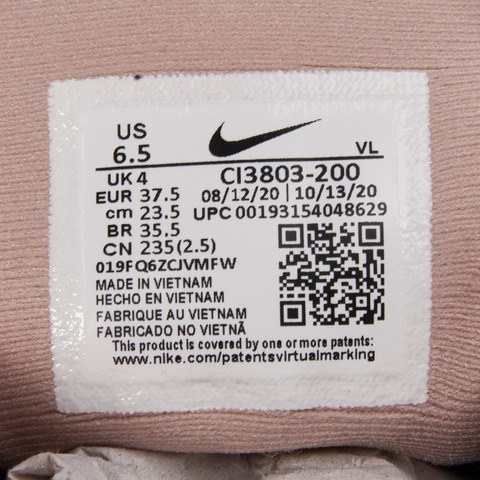 US
6.5
VL
UK 4
CI3803-200
EUR 37.5
08/12/20 | 10/13/20
cm 23.5
UPC 00193154048629
BR 35.5
CN 235(2.5)
019FQ6ZCJVMFW
MADE IN VIETNAM
HECHO EN VIETNAM
FABRIQUE AU VIETNAM
FABRICADO NO VIETNÃ
This product is covered by one or more patents:
www.nike.com/patentsvirtualmarking